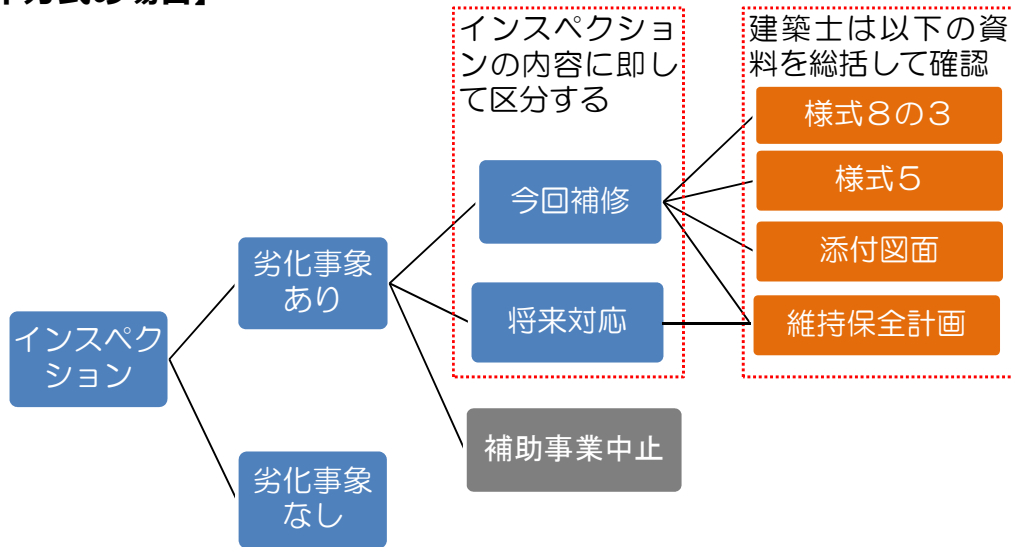 インスペクショ
ンの内容に即し
て区分する
建築士は以下の資
料を総括して確認
様式８の３
様式５
添付図面
維持保全計画
今回補修
将来対応
補助事業中止
劣化事象
あり
劣化事象
なし
インスペク
ション